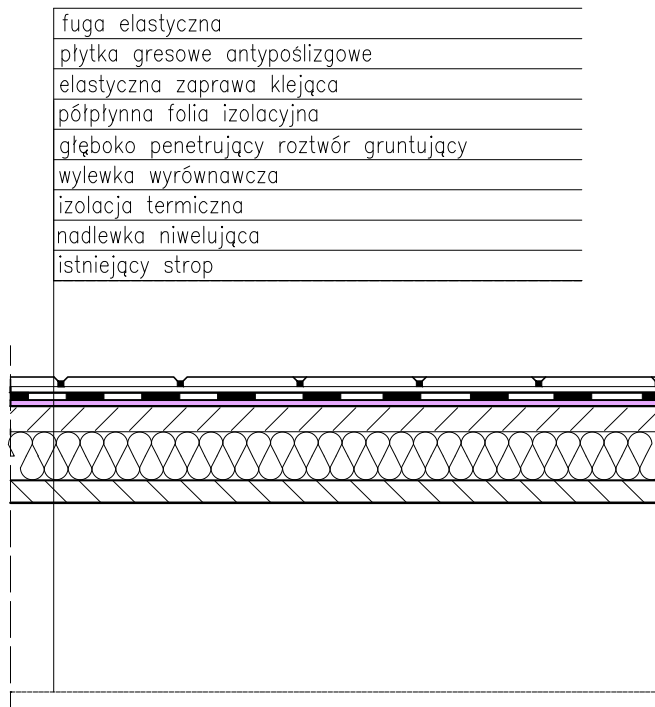 fuga elastyczna
płytka gresowe antypoślizgowe
elastyczna zaprawa klejąca
półpłynna folia izolacyjna
głęboko penetrujący roztwór gruntujący
wylewka wyrównawcza
izolacja termiczna
nadlewka niwelująca
istniejący strop